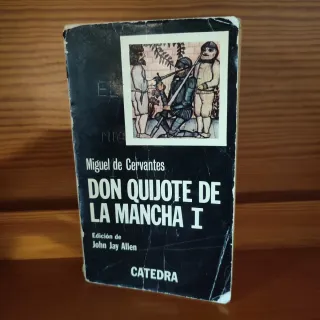 Miguel de Cervantes
DON QUIJOTE DE
LA MANCHA I
Edición de
John Jay Allen
CATEDRA